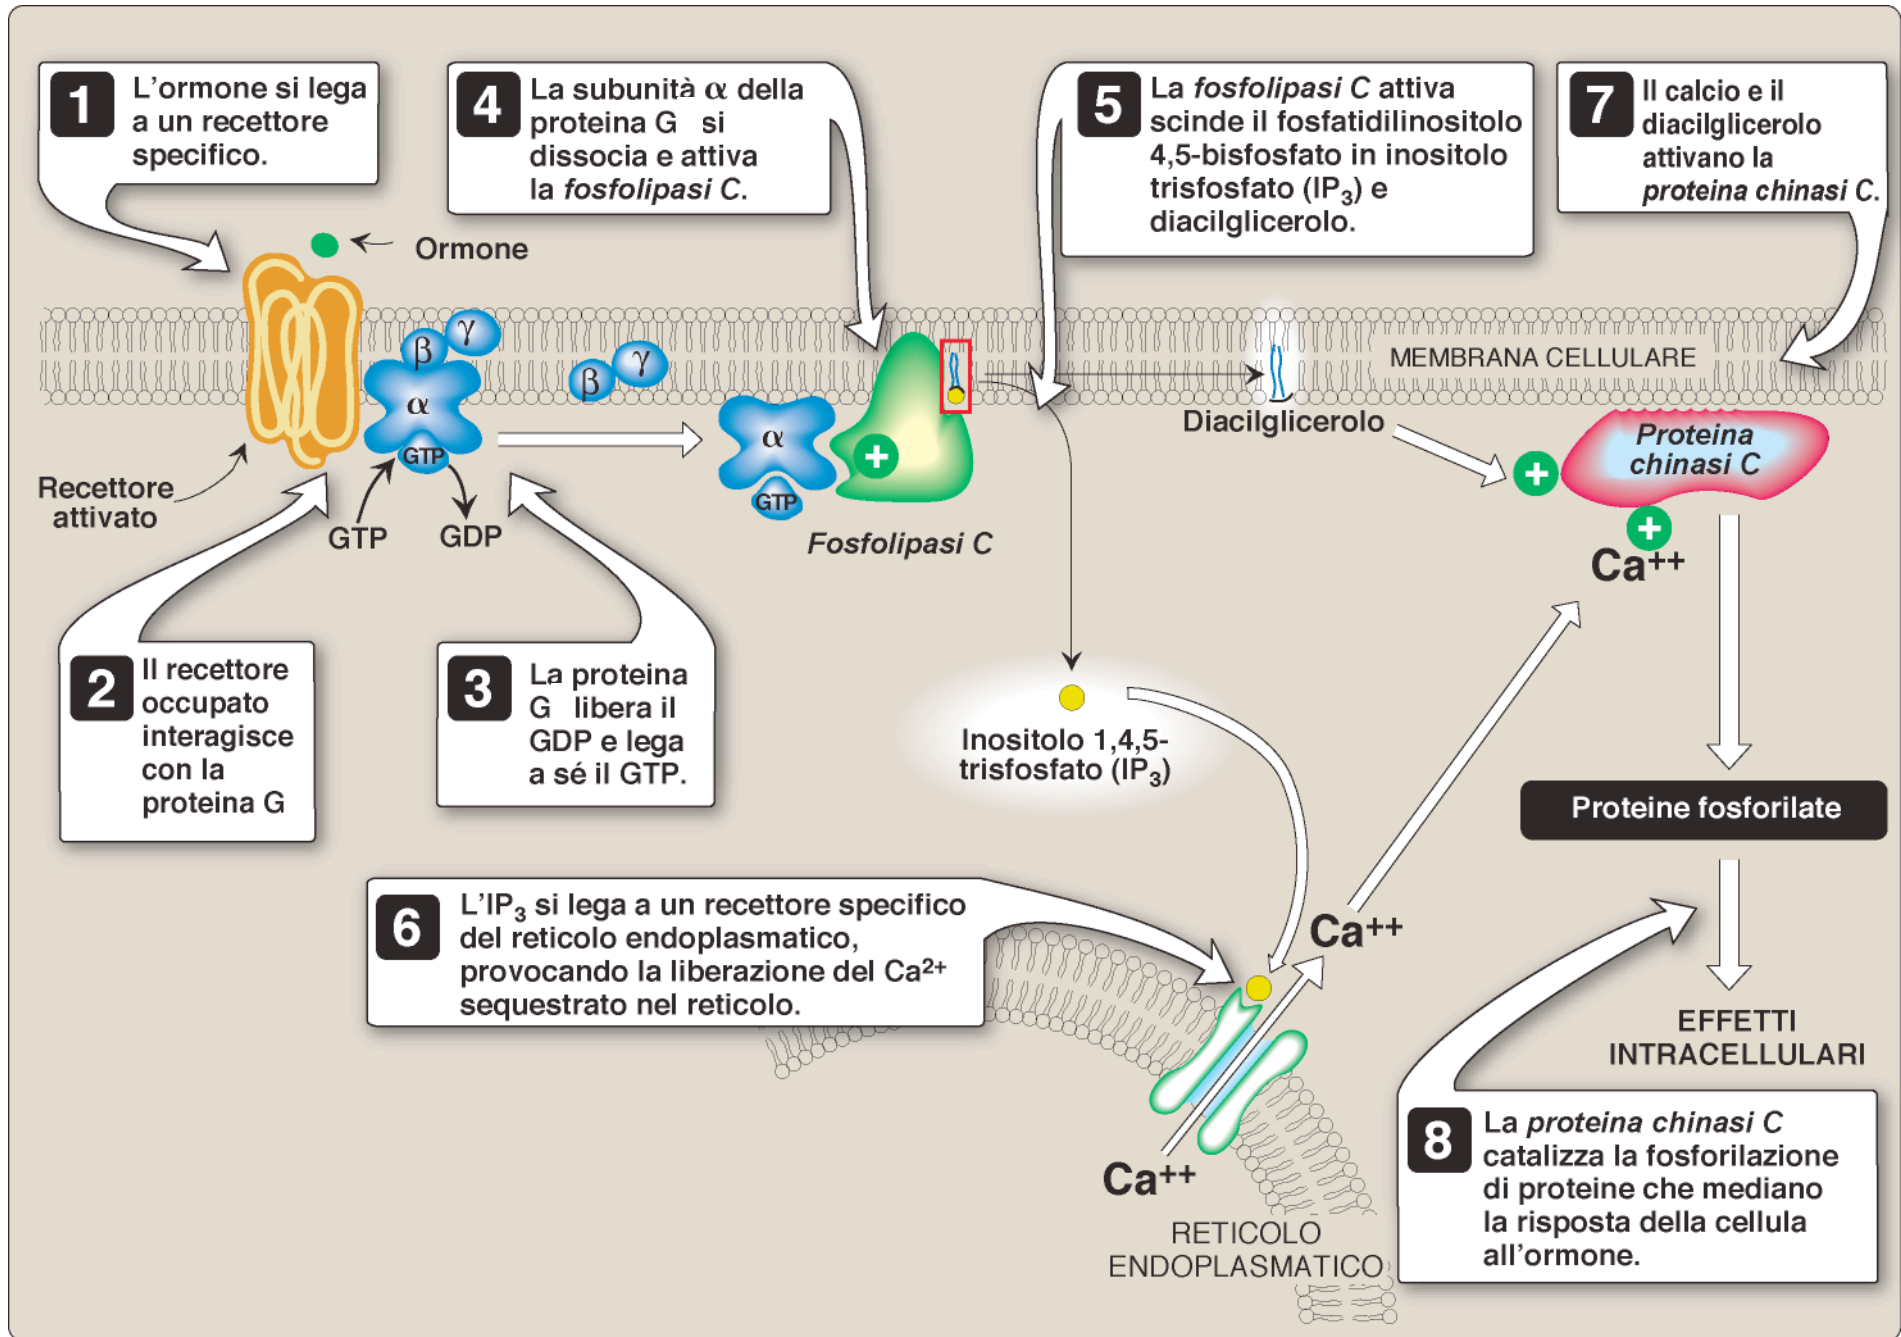 1
L'ormone si lega
a un recettore
specifico.
4
La subunità α della
proteina G si
dissocia e attiva
la fosfolipasi C.
5
La fosfolipasi C attiva
scinde il fosfatidilinositolo
4,5-bisfosfato in inositolo
trisfosfato (IP₃) e
diacilglicerolo.
7
Il calcio e il
diacilglicerolo
attivano la
proteina chinasi C.
Ormone
γ
β
α
GTP
β
γ
α
GTP
+
MEMBRANA CELLULARE
Diacilglicerolo
Recettore
attivato
GTP
GDP
Fosfolipasi C
+
Proteina
chinasi C
+
Ca⁺⁺
2
Il recettore
occupato
interagisce
con la
proteina G
3
La proteina
G libera il
GDP e lega
a sé il GTP.
Inositolo 1,4,5-
trisfosfato (IP₃)
Proteine fosforilate
6
L'IP₃ si lega a un recettore specifico
del reticolo endoplasmatico,
provocando la liberazione del Ca²⁺
sequestrato nel reticolo.
Ca⁺⁺
EFFETTI
INTRACELLULARI
Ca⁺⁺
RETICOLO
ENDOPLASMATICO
8
La proteina chinasi C
catalizza la fosforilazione
di proteine che mediano
la risposta della cellula
all'ormone.